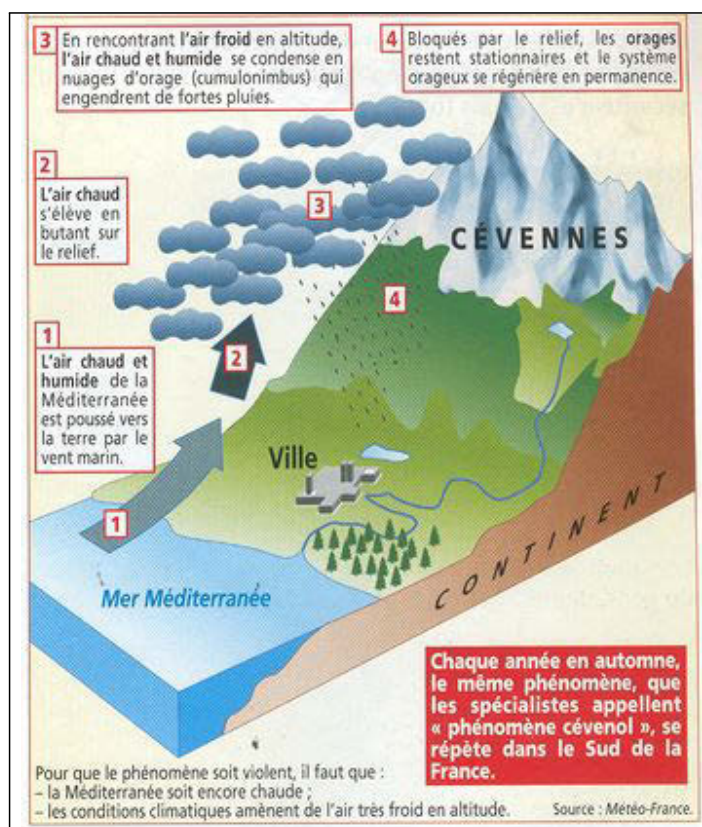 3 En rencontrant l'air froid en altitude,
l'air chaud et humide se condense en
nuages d'orage (cumulonimbus) qui
engendrent de fortes pluies.
4 Bloqués par le relief, les orages
restent stationnaires et le système
orageux se régénère en permanence.
2
L'air chaud
s'élève en
butant sur
le relief.
3
CÉVENNES
4
1
L'air chaud et
humide de la
Méditerranée
est poussé vers
la terre par le
vent marin.
2
Ville
1
Mer Méditerranée
CONTINENT
Chaque année en automne,
le même phénomène, que
les spécialistes appellent
« phénomène cévenol », se
répète dans le Sud de la
France.
Pour que le phénomène soit violent, il faut que :
– la Méditerranée soit encore chaude ;
– les conditions climatiques amènent de l'air très froid en altitude.
Source : Météo-France.